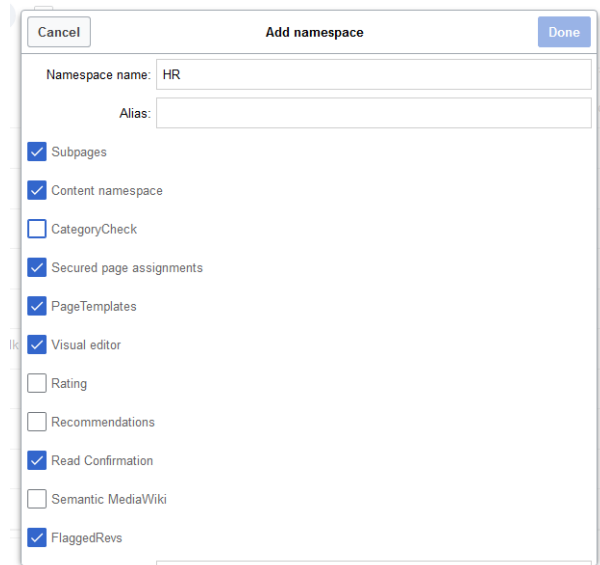 Cancel Add namespace Done
Namespace name: HR
Alias:
Subpages
Content namespace
CategoryCheck
Secured page assignments
PageTemplates
Visual editor
Rating
Recommendations
Read Confirmation
Semantic MediaWiki
FlaggedRevs